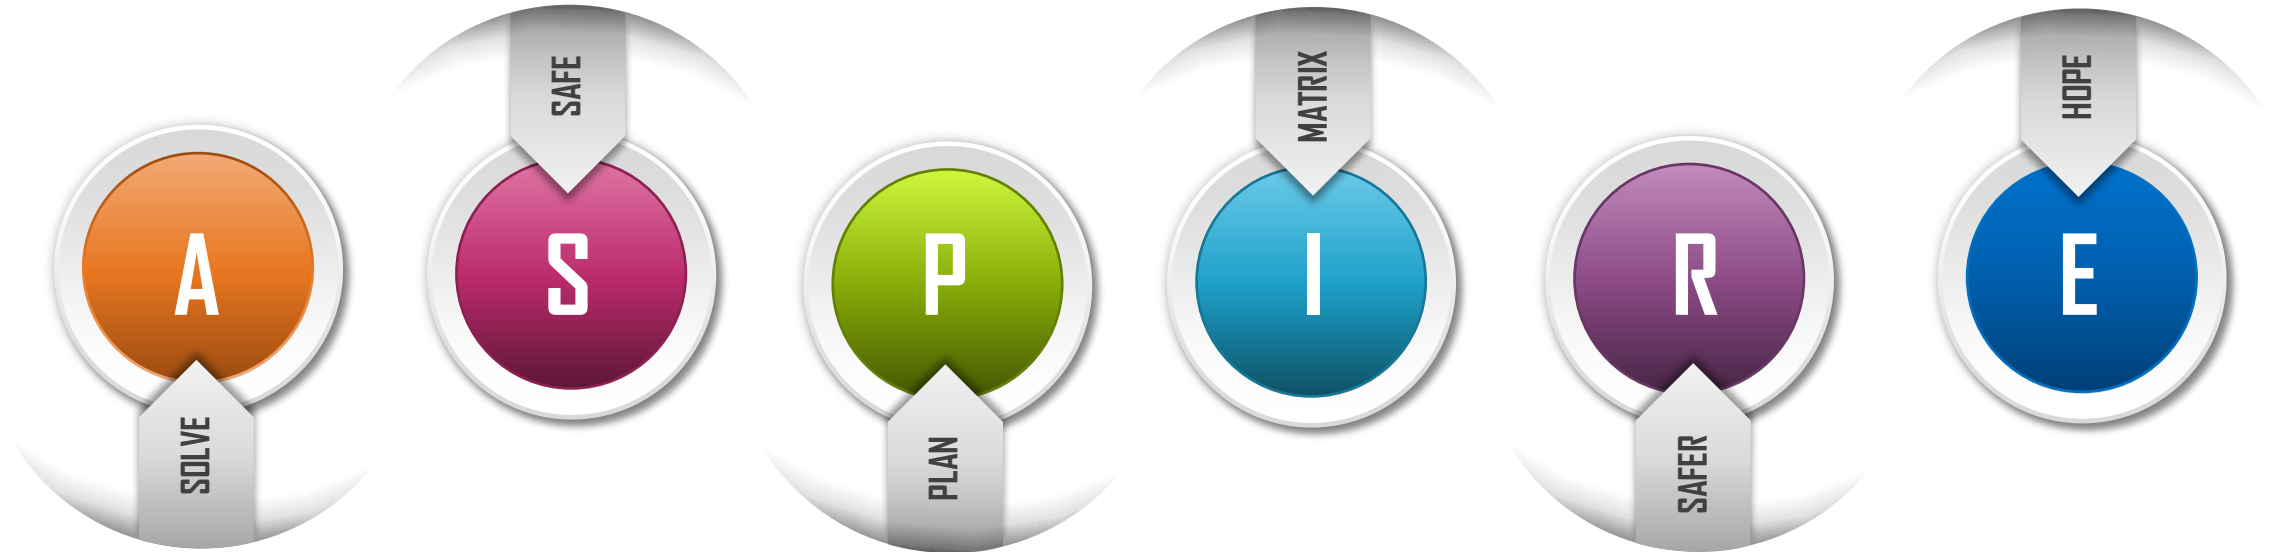 A
SOLVE
S
SAFE
P
PLAN
I
MATRIX
R
SAFER
E
HOPE